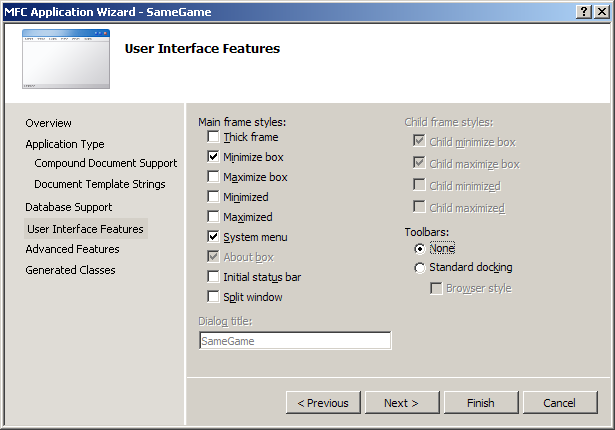 MFC Application Wizard - SameGame
User Interface Features
Overview
Application Type
Compound Document Support
Document Template Strings
Database Support
User Interface Features
Advanced Features
Generated Classes
Main frame styles:
Thick frame
Minimize box
Maximize box
Minimized
Maximized
System menu
About box
Initial status bar
Split window
Dialog title:
SameGame
Child frame styles:
Child minimize box
Child maximize box
Child minimized
Child maximized
Toolbars:
None
Standard docking
Browser style
< Previous
Next >
Finish
Cancel